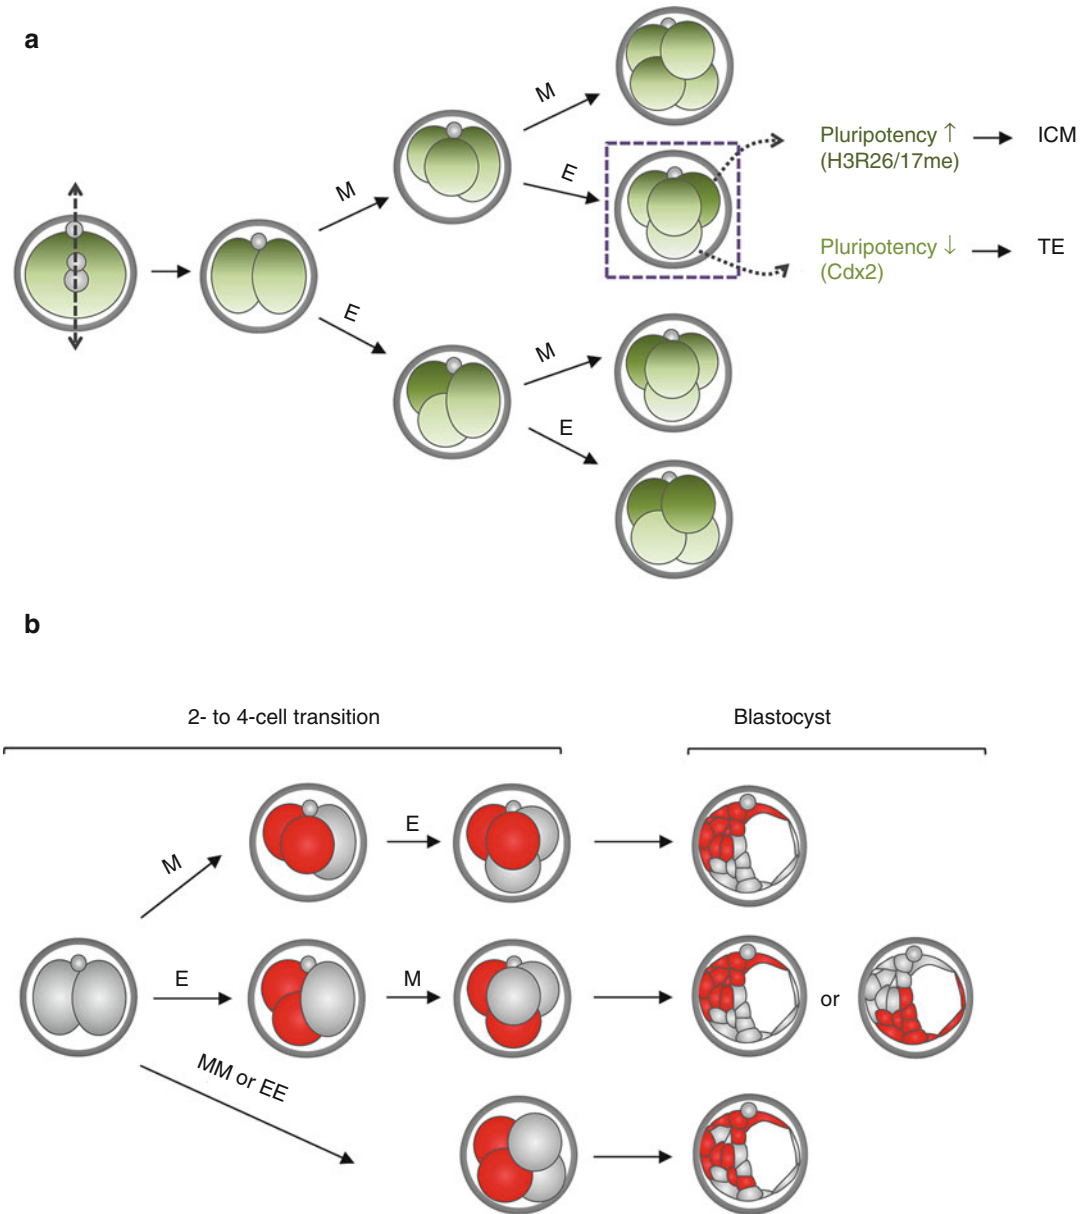 a
M
M
E
Pluripotency ↑
(H3R26/17me)
ICM
Pluripotency ↓
(Cdx2)
TE
E
M
E
b
2- to 4-cell transition
Blastocyst
M
E
E
M
or
MM or EE